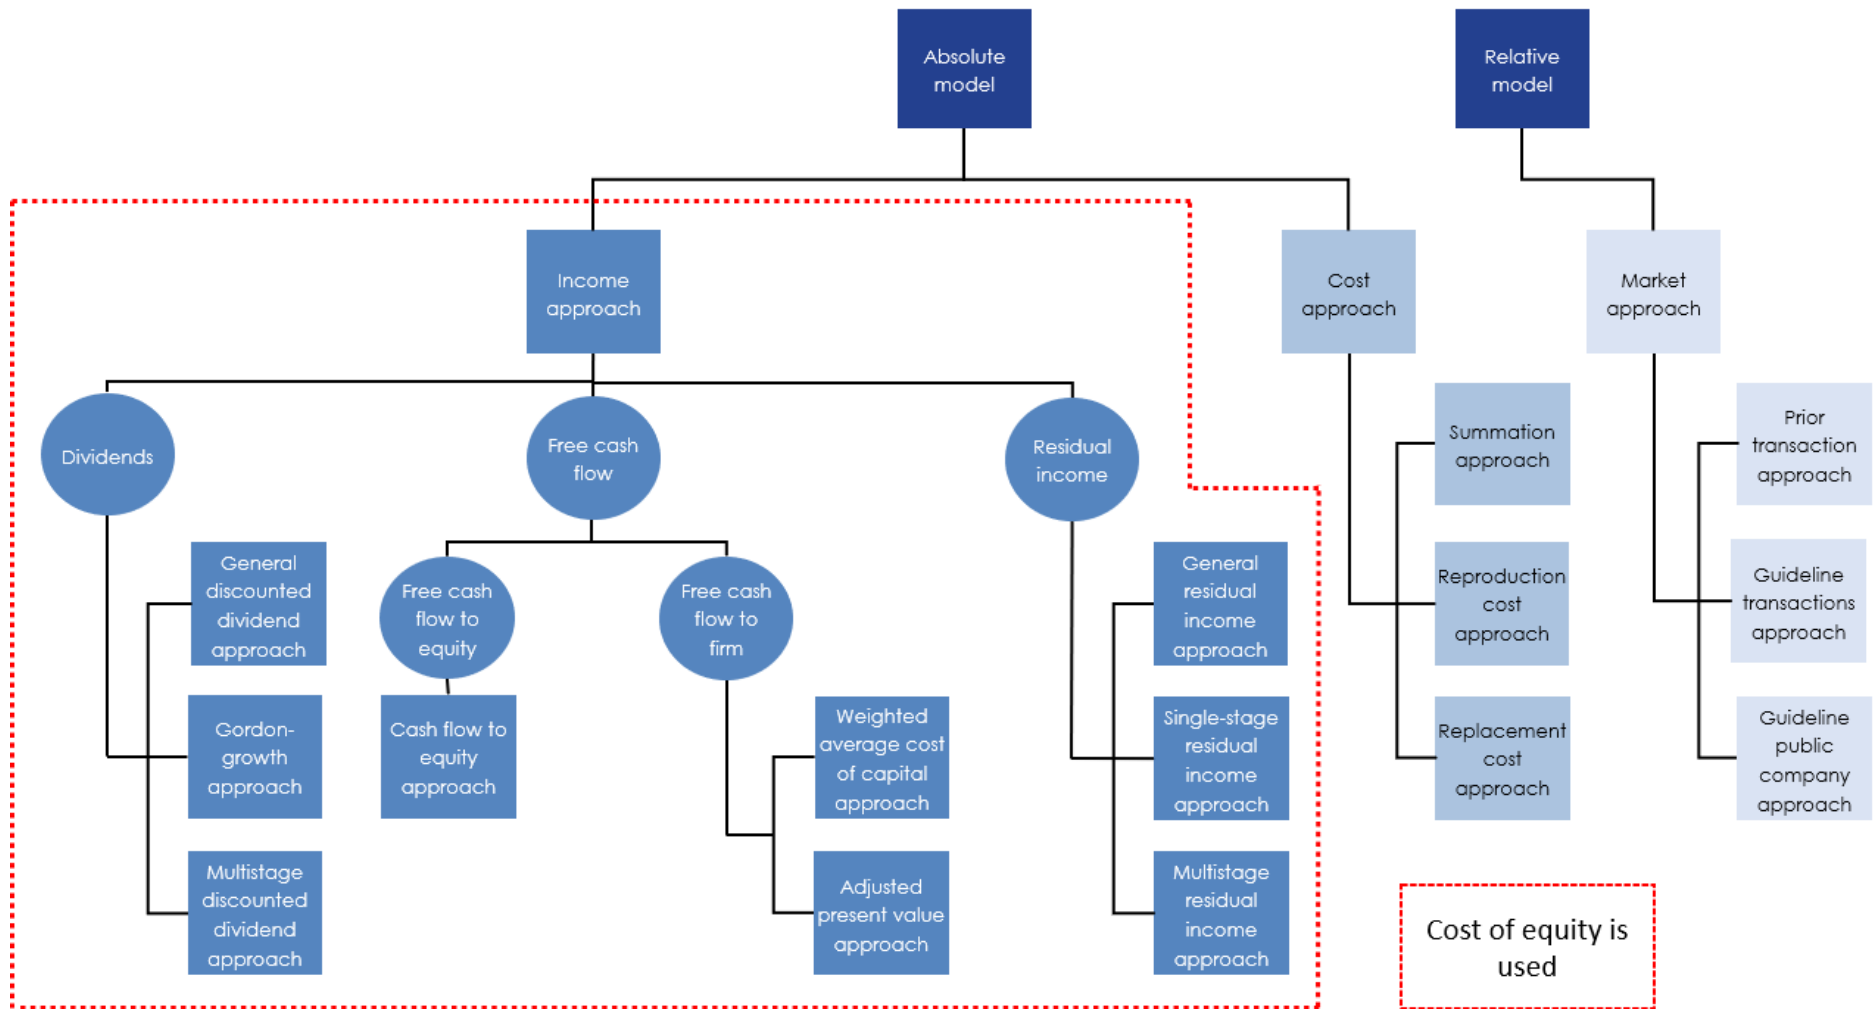 Absolute
model
Relative
model
Income
approach
Cost
approach
Market
approach
Dividends
Free cash
flow
Residual
income
Summation
approach
Prior
transaction
approach
General
discounted
dividend
approach
Free cash
flow to
equity
Free cash
flow to
firm
General
residual
income
approach
Reproduction
cost
approach
Guideline
transactions
approach
Gordon-
growth
approach
Cash flow to
equity
approach
Weighted
average cost
of capital
approach
Single-stage
residual
income
approach
Replacement
cost
approach
Guideline
public
company
approach
Multistage
discounted
dividend
approach
Adjusted
present value
approach
Multistage
residual
income
approach
Cost of equity is
used